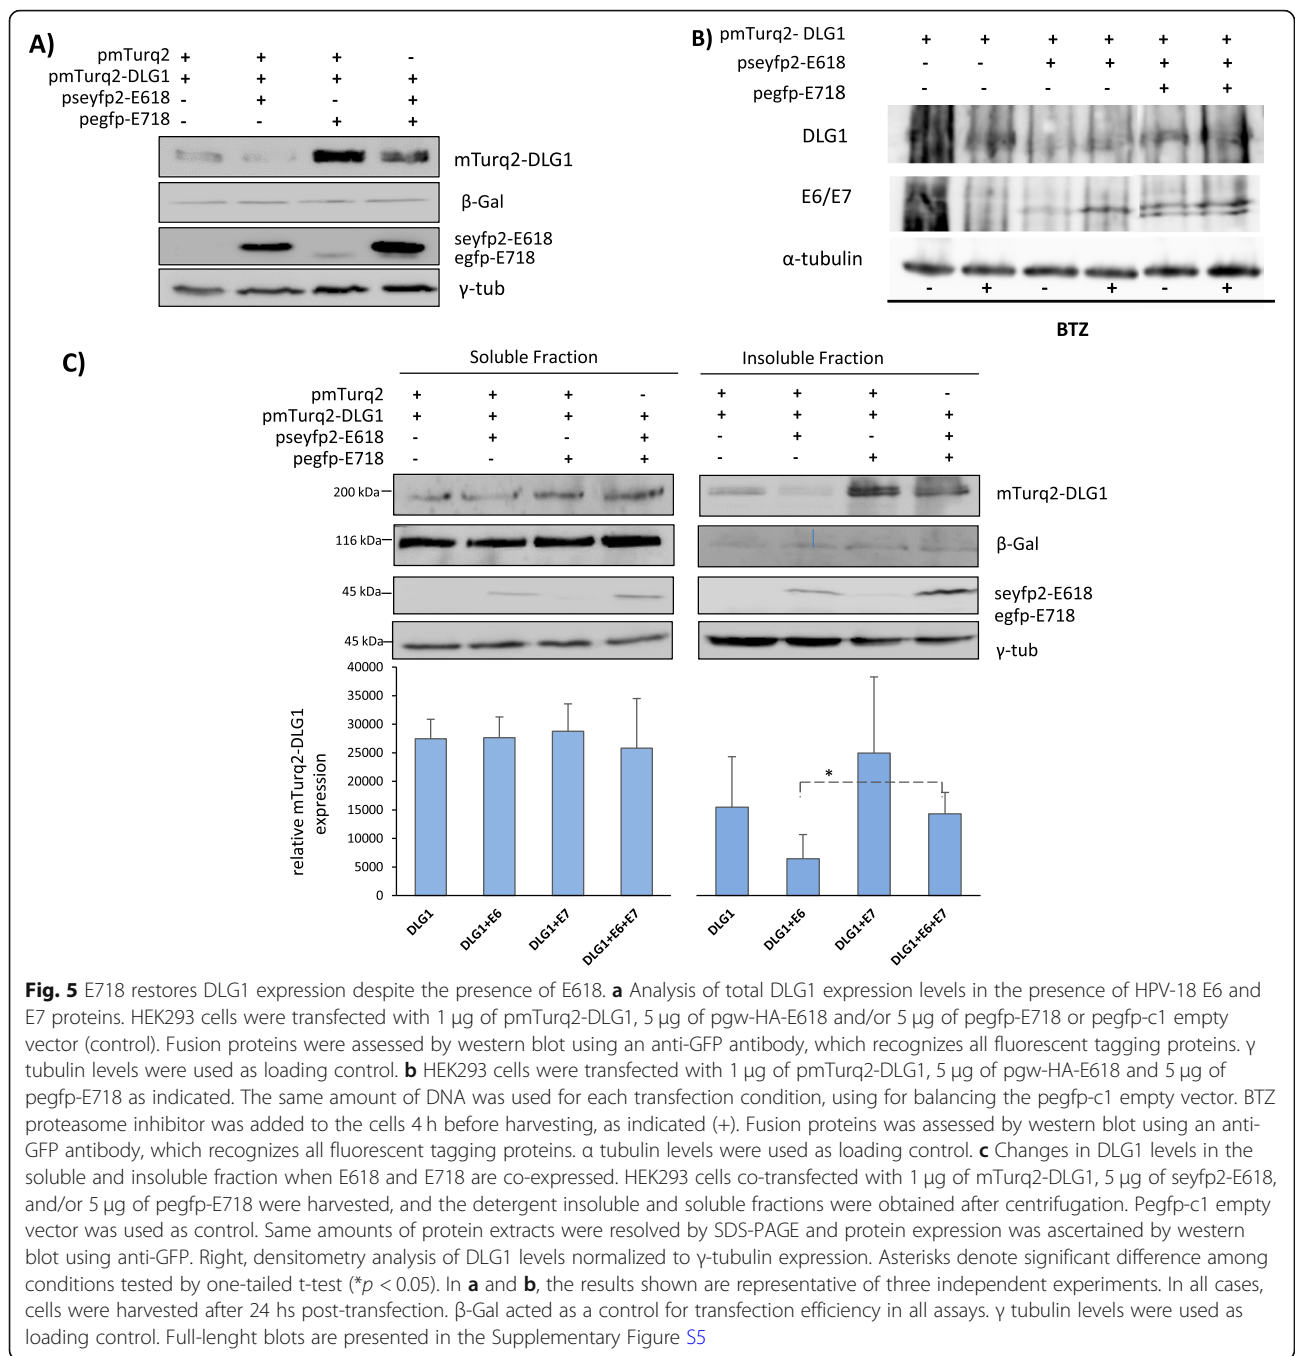 A)
pmTurq2 + + + -
pmTurq2-DLG1 + + + +
pseyfp2-E618 - + - +
pegfp-E718 - - + +
mTurq2-DLG1
β-Gal
seyfp2-E618
egfp-E718
γ-tub
B) pmTurq2- DLG1 + + + + + +
pseyfp2-E618 - - + + + +
pegfp-E718 - - - - + +
DLG1
E6/E7
α-tubulin
- + - + - +
BTZ
C)
Soluble Fraction Insoluble Fraction
pmTurq2 + + + - + + + -
pmTurq2-DLG1 + + + + + + + +
pseyfp2-E618 - + - + - + - +
pegfp-E718 - - + + - - + +
200 kDa mTurq2-DLG1
116 kDa β-Gal
45 kDa seyfp2-E618
egfp-E718
45 kDa γ-tub
relative mTurq2-DLG1
expression
40000
35000
30000
25000
20000
15000
10000
5000
0
*
DLG1 DLG1+E6 DLG1+E7 DLG1+E6+E7 DLG1 DLG1+E6 DLG1+E7 DLG1+E6+E7
Fig. 5 E718 restores DLG1 expression despite the presence of E618. a Analysis of total DLG1 expression levels in the presence of HPV-18 E6 and
E7 proteins. HEK293 cells were transfected with 1 μg of pmTurq2-DLG1, 5 μg of pgw-HA-E618 and/or 5 μg of pegfp-E718 or pegfp-c1 empty
vector (control). Fusion proteins were assessed by western blot using an anti-GFP antibody, which recognizes all fluorescent tagging proteins. γ
tubulin levels were used as loading control. b HEK293 cells were transfected with 1 μg of pmTurq2-DLG1, 5 μg of pgw-HA-E618 and 5 μg of
pegfp-E718 as indicated. The same amount of DNA was used for each transfection condition, using for balancing the pegfp-c1 empty vector. BTZ
proteasome inhibitor was added to the cells 4 h before harvesting, as indicated (+). Fusion proteins was assessed by western blot using an anti-
GFP antibody, which recognizes all fluorescent tagging proteins. α tubulin levels were used as loading control. c Changes in DLG1 levels in the
soluble and insoluble fraction when E618 and E718 are co-expressed. HEK293 cells co-transfected with 1 μg of mTurq2-DLG1, 5 μg of seyfp2-E618,
and/or 5 μg of pegfp-E718 were harvested, and the detergent insoluble and soluble fractions were obtained after centrifugation. Pegfp-c1 empty
vector was used as control. Same amounts of protein extracts were resolved by SDS-PAGE and protein expression was ascertained by western
blot using anti-GFP. Right, densitometry analysis of DLG1 levels normalized to γ-tubulin expression. Asterisks denote significant difference among
conditions tested by one-tailed t-test (*p < 0.05). In a and b, the results shown are representative of three independent experiments. In all cases,
cells were harvested after 24 hs post-transfection. β-Gal acted as a control for transfection efficiency in all assays. γ tubulin levels were used as
loading control. Full-lenght blots are presented in the Supplementary Figure S5